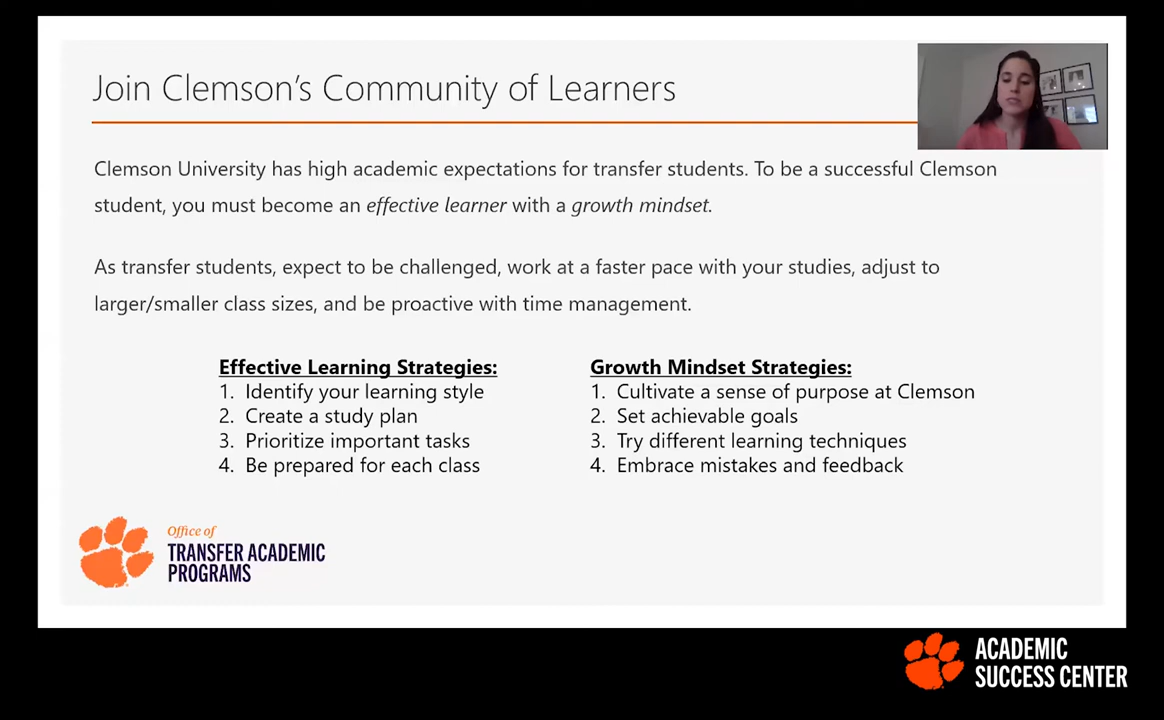 Join Clemson's Community of Learners
Clemson University has high academic expectations for transfer students. To be a successful Clemson
student, you must become an effective learner with a growth mindset.
As transfer students, expect to be challenged, work at a faster pace with your studies, adjust to
larger/smaller class sizes, and be proactive with time management.
Effective Learning Strategies:
1. Identify your learning style
2. Create a study plan
3. Prioritize important tasks
4. Be prepared for each class
Growth Mindset Strategies:
1. Cultivate a sense of purpose at Clemson
2. Set achievable goals
3. Try different learning techniques
4. Embrace mistakes and feedback
Office of
TRANSFER ACADEMIC
PROGRAMS
ACADEMIC
SUCCESS CENTER